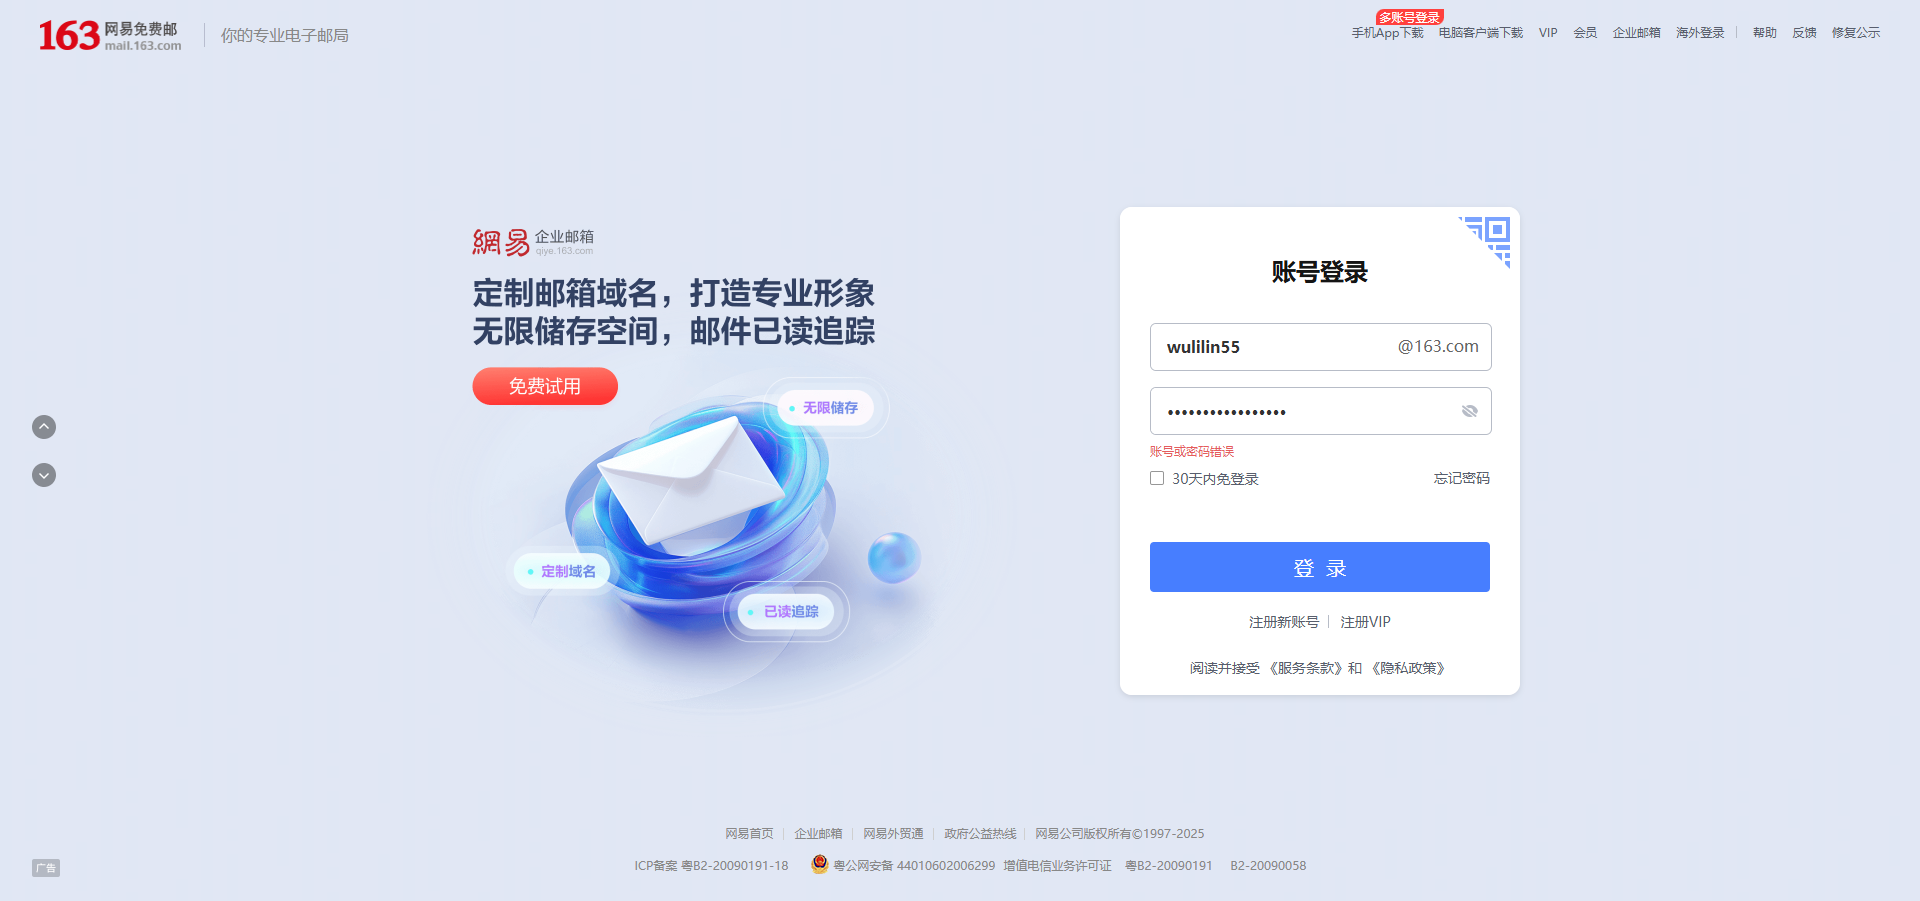 163 网易免费邮
mail.163.com
你的专业电子邮局
多账号登录
手机App下载 电脑客户端下载 VIP 会员 企业邮箱 海外登录 帮助 反馈 修复公示
網易 企业邮箱
qiye.163.com
定制邮箱域名，打造专业形象
无限储存空间，邮件已读追踪
免费试用
无限储存
定制域名
已读追踪
账号登录
wulilin55 @163.com
•••••••••••••••••
账号或密码错误
30天内免登录 忘记密码
登 录
注册新账号 注册VIP
阅读并接受《服务条款》和《隐私政策》
网易首页 企业邮箱 网易外贸通 政府公益热线 网易公司版权所有©1997-2025
ICP备案 粤B2-20090191-18 粤公网安备 44010602006299 增值电信业务许可证 粤B2-20090191 B2-20090058
广告